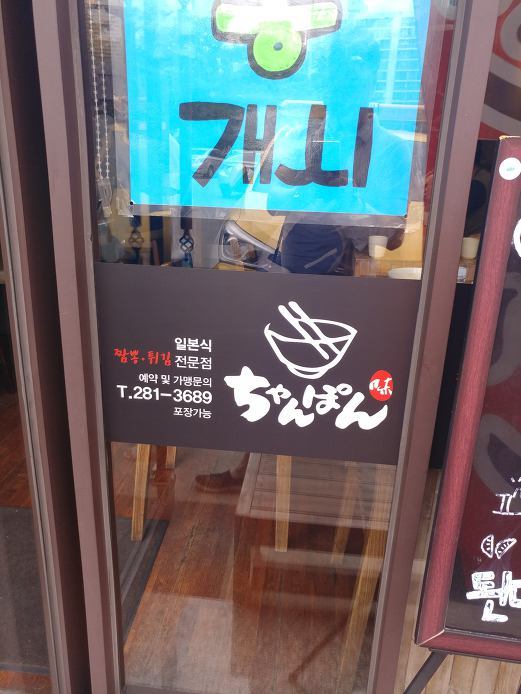 개시
일본식
짬뽕·튀김 전문점
예약 및 가맹문의
T.281-3689
포장가능
ちゃんぽん
味